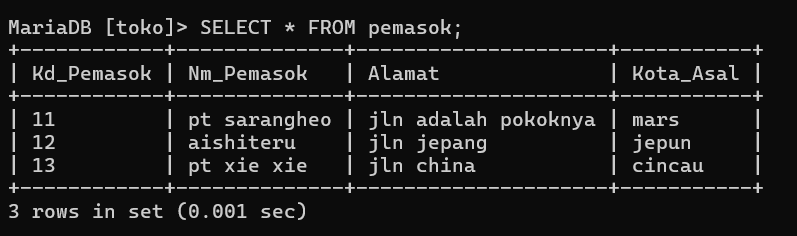 MariaDB [toko]> SELECT * FROM pemasok;
+------------+--------------+----------------------+-----------+
| Kd_Pemasok | Nm_Pemasok   | Alamat               | Kota_Asal |
+------------+--------------+----------------------+-----------+
| 11         | pt sarangheo | jln adalah pokoknya | mars      |
| 12         | aishiteru    | jln jepang          | jepun     |
| 13         | pt xie xie   | jln china           | cincau    |
+------------+--------------+----------------------+-----------+
3 rows in set (0.001 sec)